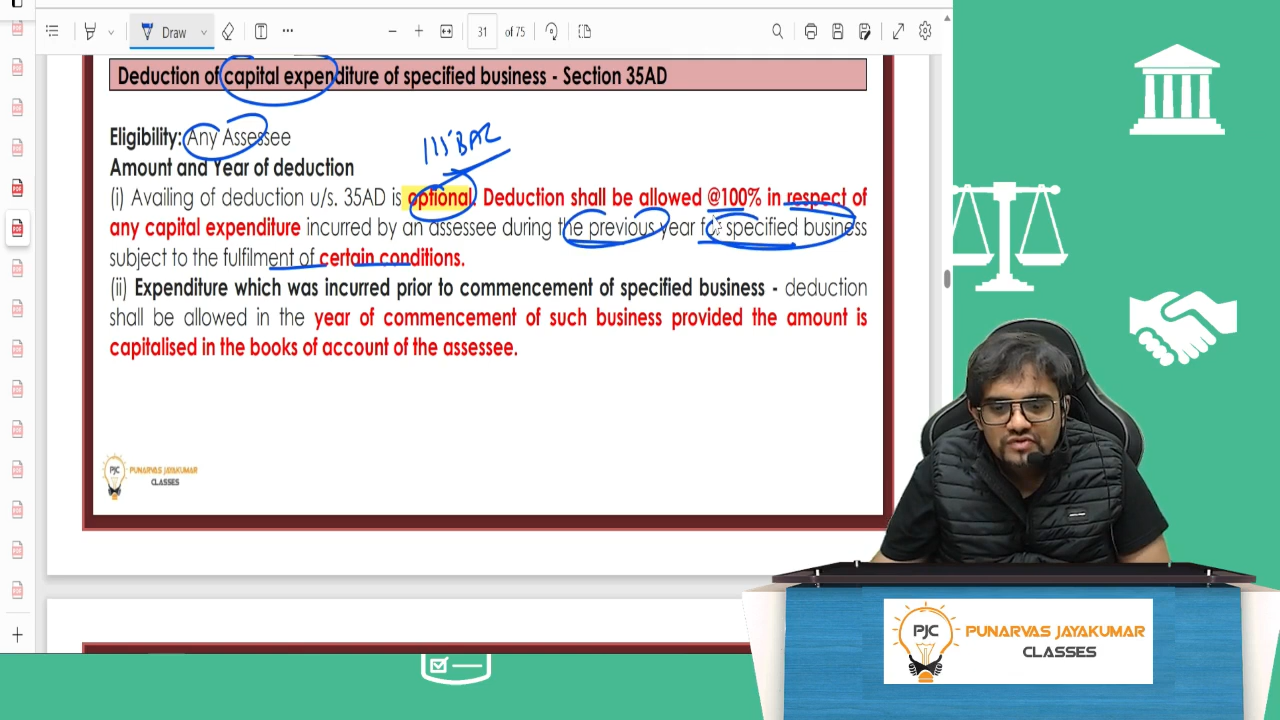 Draw
31
of 75
Deduction of capital expenditure of specified business - Section 35AD
Eligibility: Any Assessee
115BAC
Amount and Year of deduction
(i) Availing of deduction u/s. 35AD is optional. Deduction shall be allowed @100% in respect of
any capital expenditure incurred by an assessee during the previous year for specified business
subject to the fulfilment of certain conditions.
(ii) Expenditure which was incurred prior to commencement of specified business - deduction
shall be allowed in the year of commencement of such business provided the amount is
capitalised in the books of account of the assessee.
PJC
PUNARVAS JAYAKUMAR
CLASSES
PJC
PUNARVAS JAYAKUMAR
CLASSES